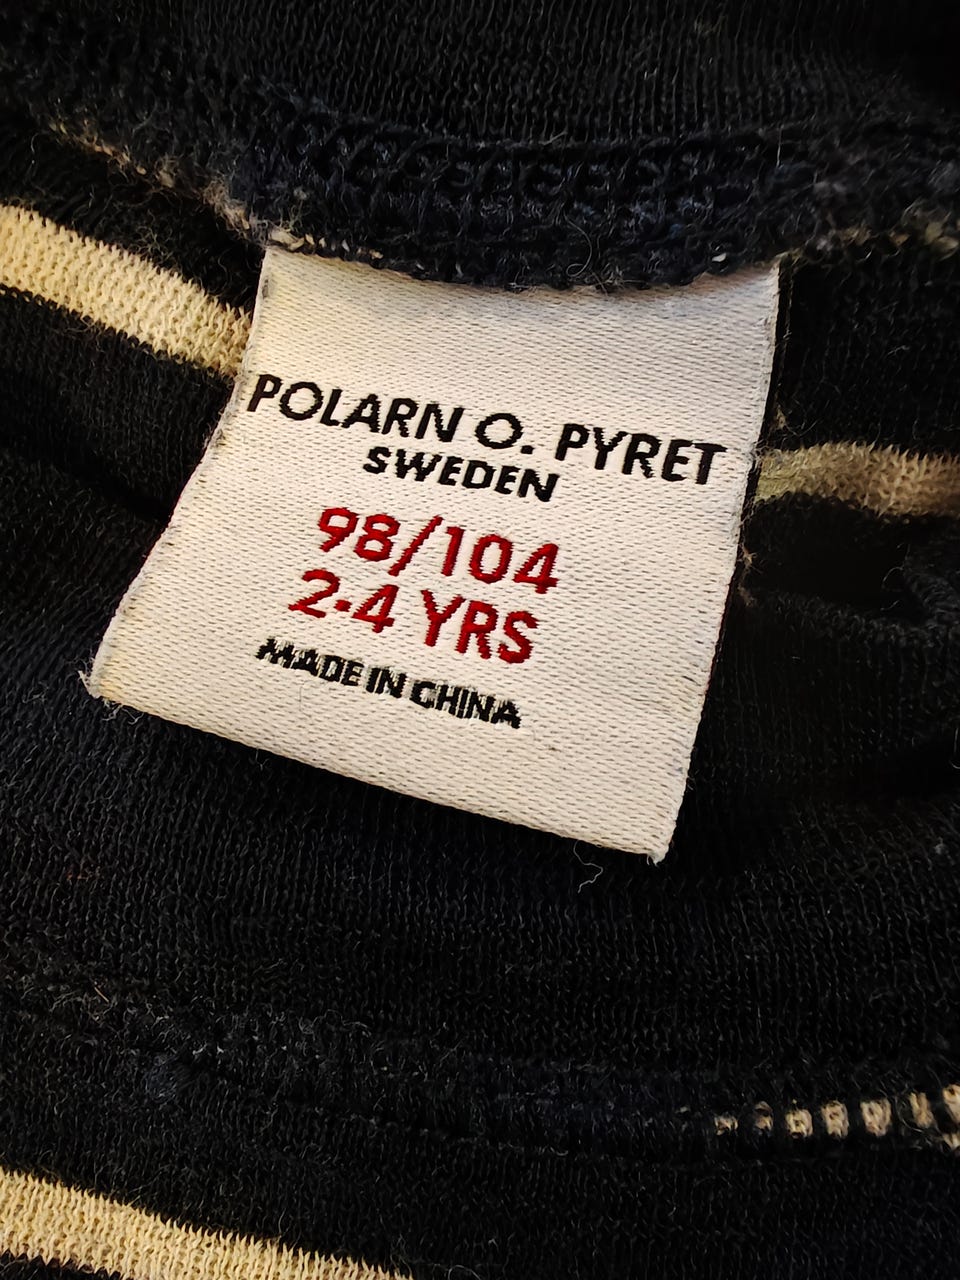 POLARN O. PYRET
SWEDEN
98/104
2-4 YRS
MADE IN CHINA